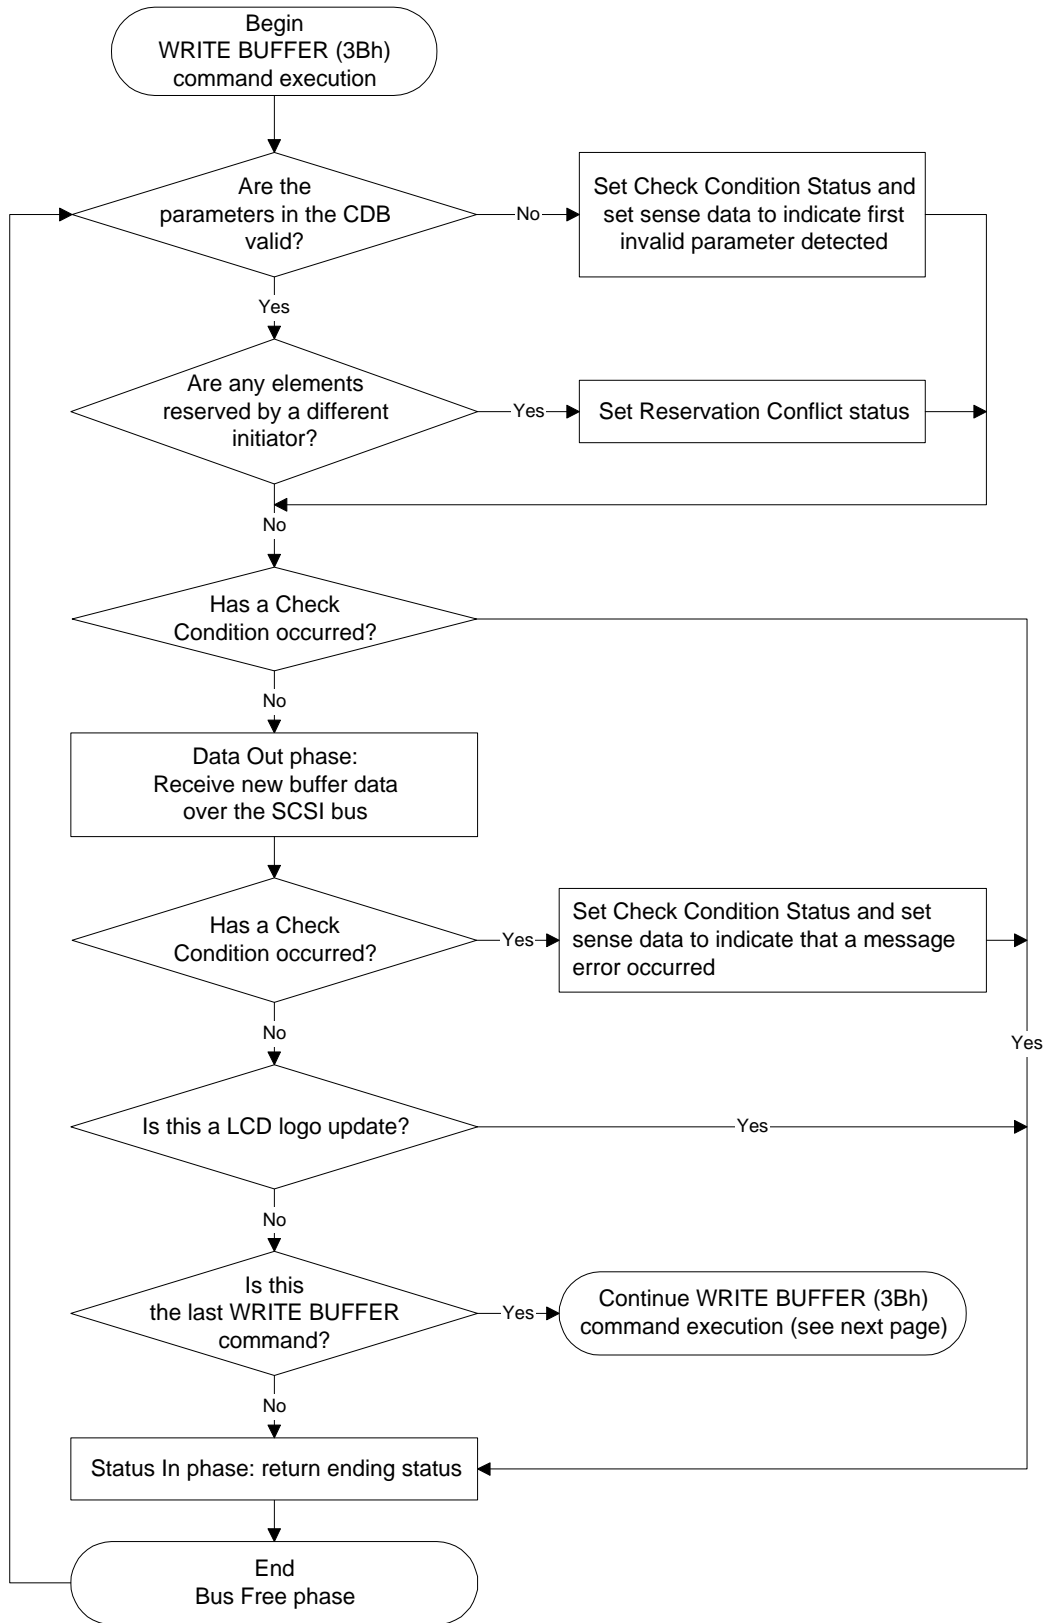 Begin
WRITE BUFFER (3Bh)
command execution
Are the
parameters in the CDB
valid?
No
Set Check Condition Status and
set sense data to indicate first
invalid parameter detected
Yes
Are any elements
reserved by a different
initiator?
Yes
Set Reservation Conflict status
No
Has a Check
Condition occurred?
No
Data Out phase:
Receive new buffer data
over the SCSI bus
Has a Check
Condition occurred?
Yes
Set Check Condition Status and set
sense data to indicate that a message
error occurred
No
Yes
Is this a LCD logo update?
Yes
No
Is this
the last WRITE BUFFER
command?
Yes
Continue WRITE BUFFER (3Bh)
command execution (see next page)
No
Status In phase: return ending status
End
Bus Free phase